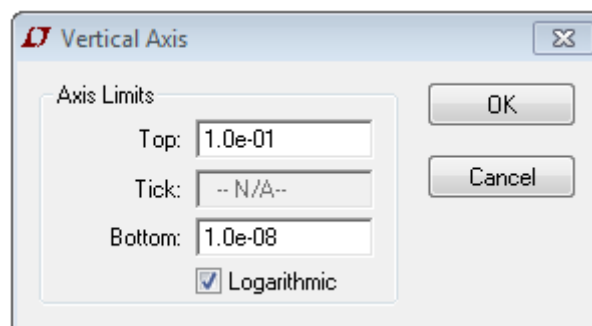 Vertical Axis
Axis Limits
Top: 1.0e-01
Tick: -- N/A--
Bottom: 1.0e-08
Logarithmic
OK
Cancel